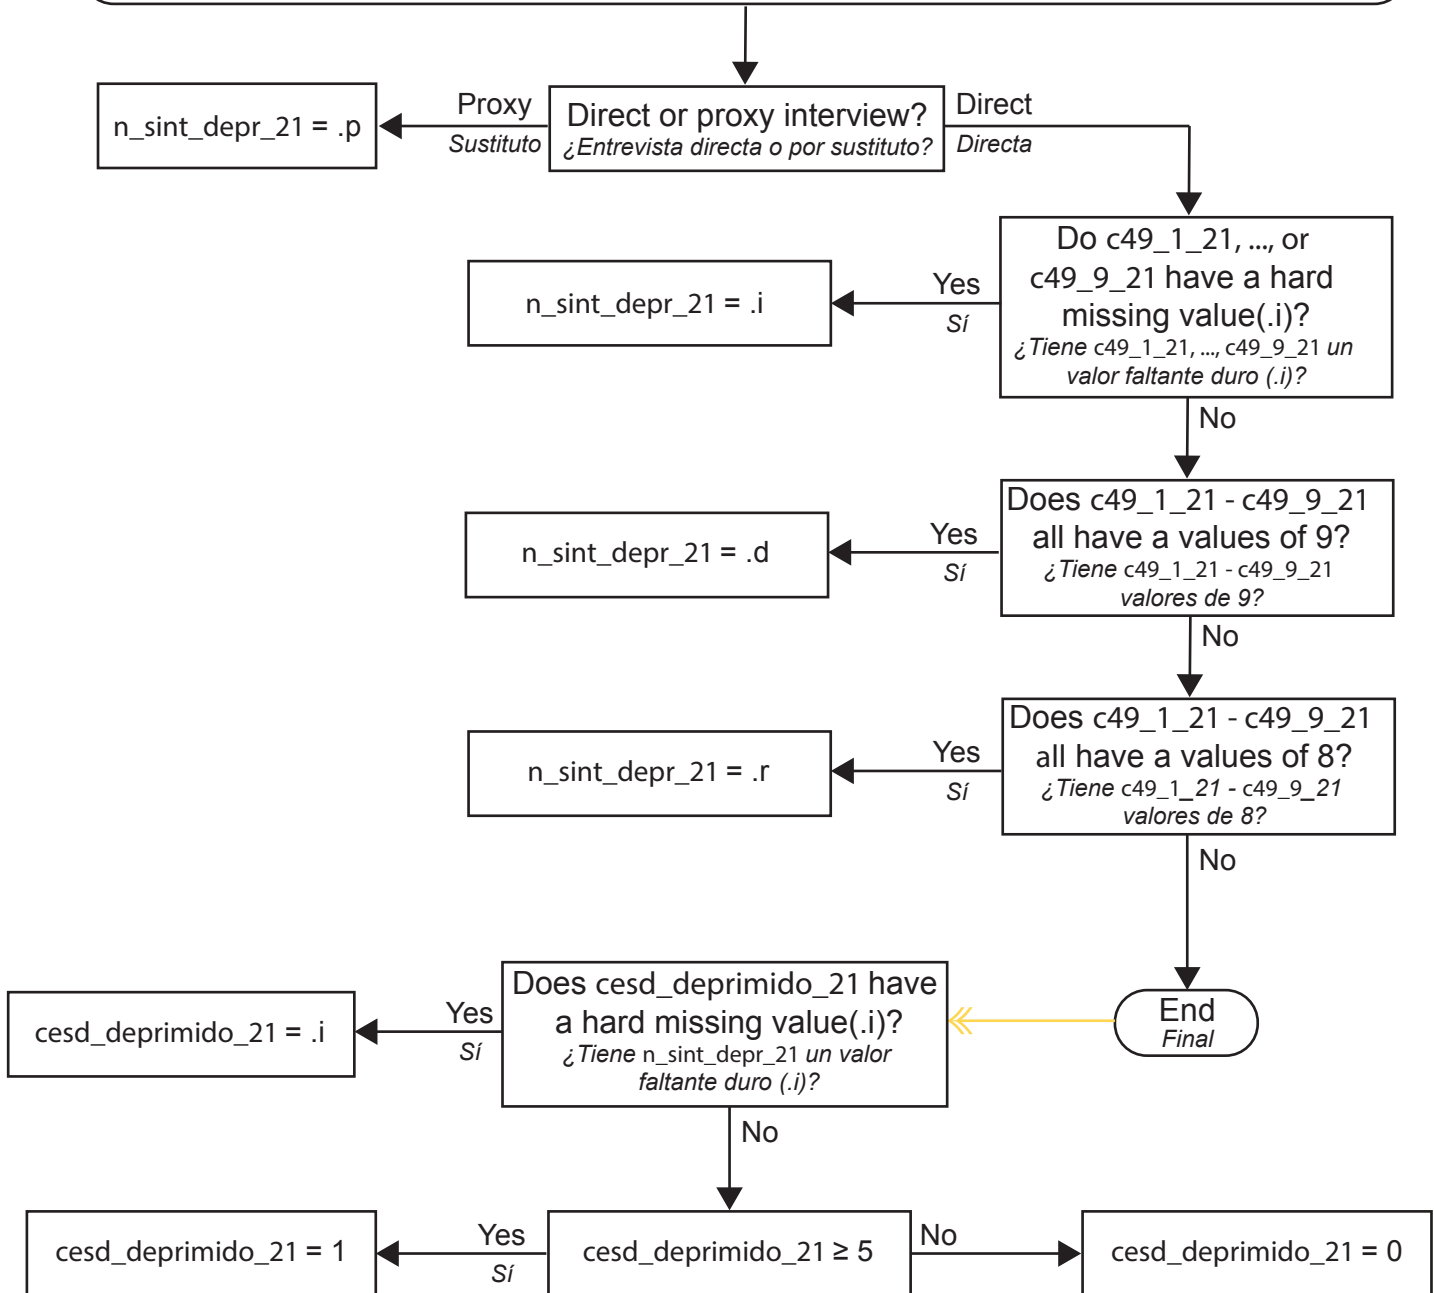 n_sint_depr_21 = .p
Proxy
Sustituto
Direct or proxy interview?
¿Entrevista directa o por sustituto?
Direct
Directa
n_sint_depr_21 = .i
Yes
Sí
Do c49_1_21, ..., or
c49_9_21 have a hard
missing value(.i)?
¿Tiene c49_1_21, ..., c49_9_21 un
valor faltante duro (.i)?
No
n_sint_depr_21 = .d
Yes
Sí
Does c49_1_21 - c49_9_21
all have a values of 9?
¿Tiene c49_1_21 - c49_9_21
valores de 9?
No
n_sint_depr_21 = .r
Yes
Sí
Does c49_1_21 - c49_9_21
all have a values of 8?
¿Tiene c49_1_21 - c49_9_21
valores de 8?
No
End
Final
cesd_deprimido_21 = .i
Yes
Sí
Does cesd_deprimido_21 have
a hard missing value(.i)?
¿Tiene n_sint_depr_21 un valor
faltante duro (.i)?
No
cesd_deprimido_21 = 1
Yes
Sí
cesd_deprimido_21 ≥ 5
No
cesd_deprimido_21 = 0